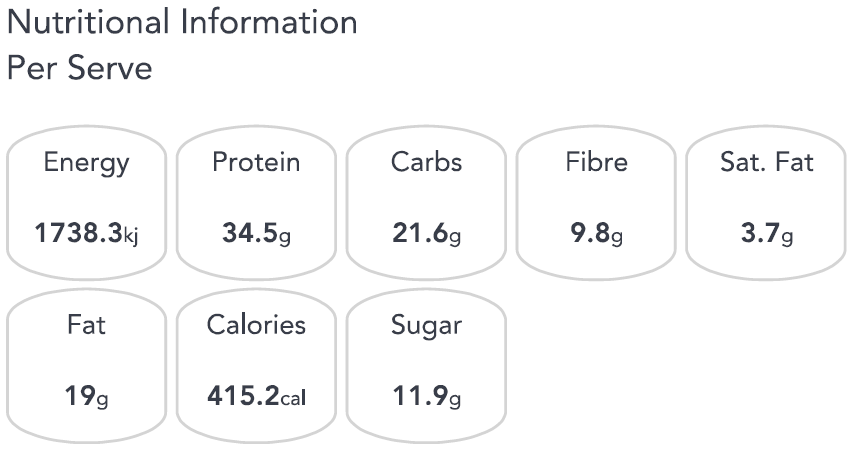 Nutritional Information
Per Serve
Energy
1738.3kj
Protein
34.5g
Carbs
21.6g
Fibre
9.8g
Sat. Fat
3.7g
Fat
19g
Calories
415.2cal
Sugar
11.9g